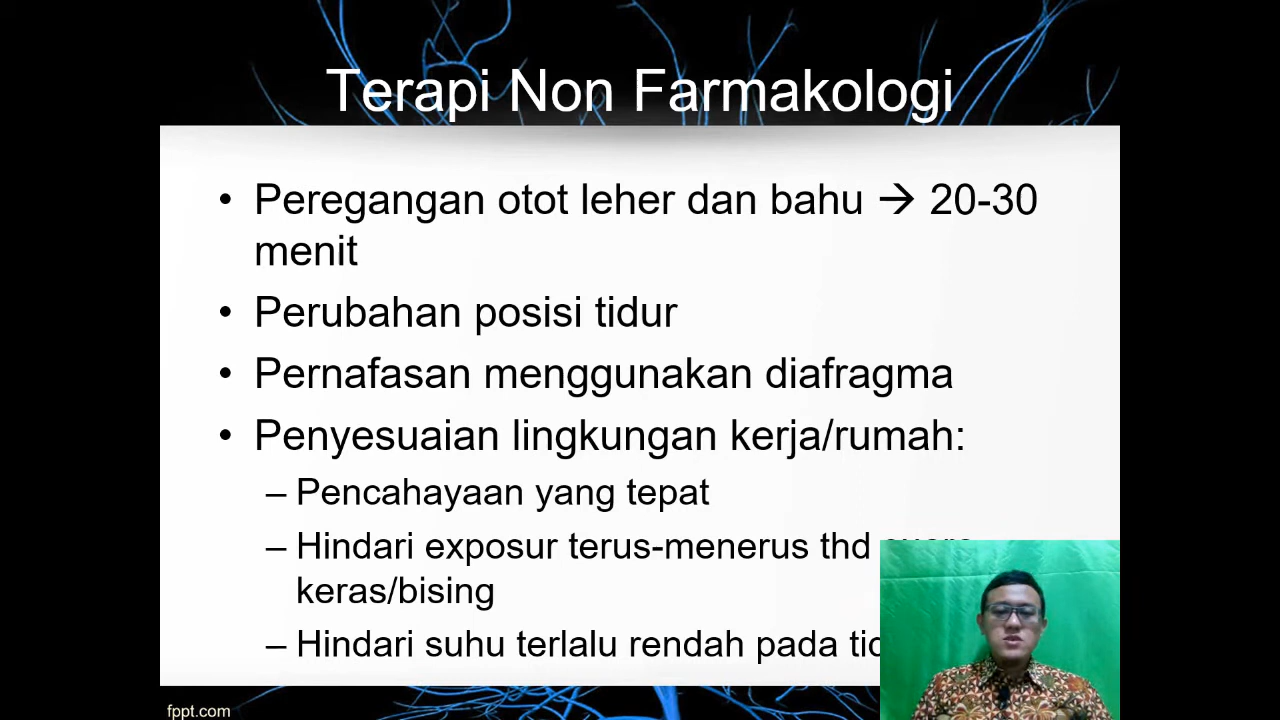 Terapi Non Farmakologi
• Peregangan otot leher dan bahu → 20-30
menit
• Perubahan posisi tidur
• Pernafasan menggunakan diafragma
• Penyesuaian lingkungan kerja/rumah:
– Pencahayaan yang tepat
– Hindari exposur terus-menerus thd
keras/bising
– Hindari suhu terlalu rendah pada
fppt.com